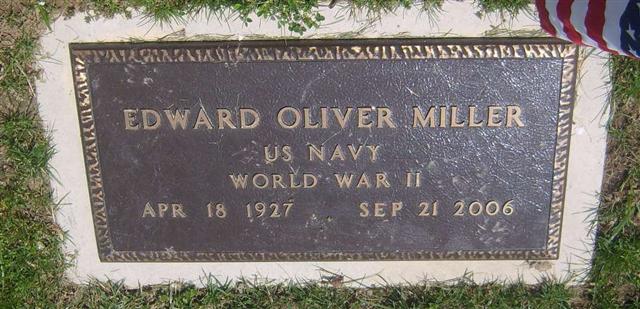 EDWARD OLIVER MILLER
US NAVY
WORLD WAR II
APR 18 1927 SEP 21 2006